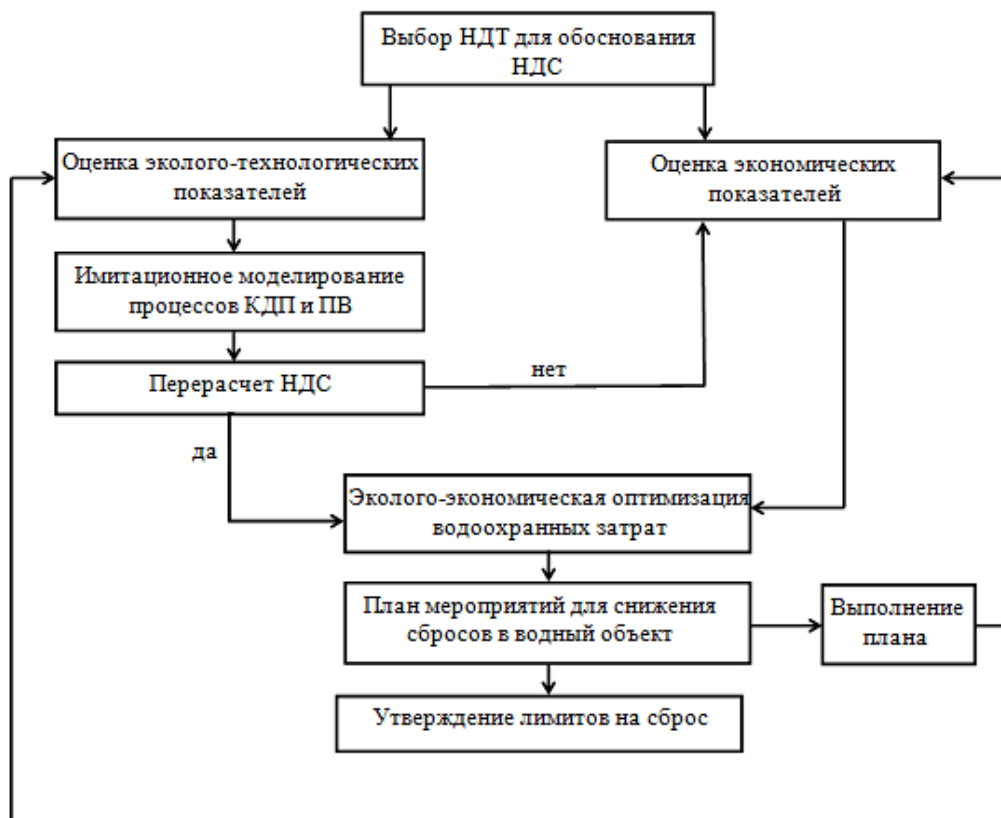 Выбор НДТ для обоснования
НДС
Оценка эколого-технологических
показателей
Оценка экономических
показателей
Имитационное моделирование
процессов КДП и ПВ
Перерасчет НДС
нет
да
Эколого-экономическая оптимизация
водоохранных затрат
План мероприятий для снижения
сбросов в водный объект
Выполнение
плана
Утверждение лимитов на сброс